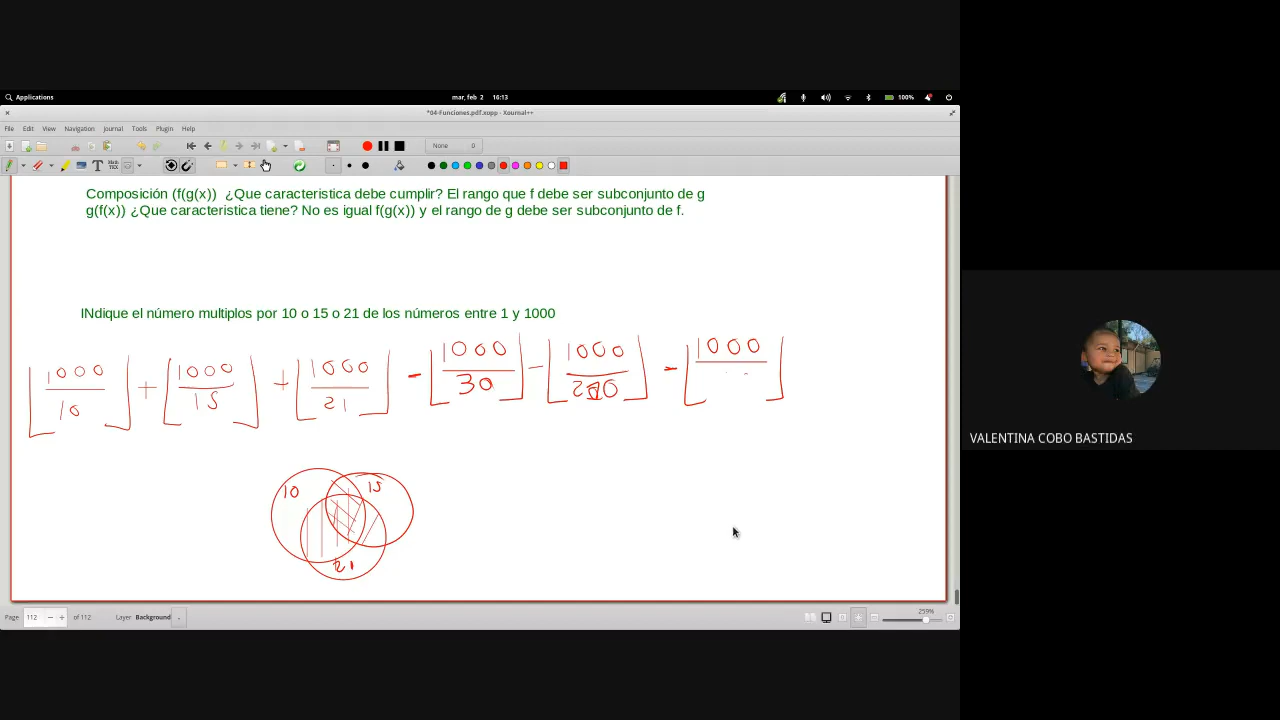 Applications
mar, feb 2 16:13
100%
*04-Funciones.pdf.xopp - Xournal++
File Edit View Navigation Journal Tools Plugin Help
None 0
Composición (f(g(x)) ¿Que caracteristica debe cumplir? El rango que f debe ser subconjunto de g
g(f(x)) ¿Que caracteristica tiene? No es igual f(g(x)) y el rango de g debe ser subconjunto de f.
INdique el número multiplos por 10 o 15 o 21 de los números entre 1 y 1000
⌊1000/10⌋ + ⌊1000/15⌋ + ⌊1000/21⌋ - ⌊1000/30⌋ - ⌊1000/210⌋ - ⌊1000/ ⌋
10 15
21
VALENTINA COBO BASTIDAS
Page 112 of 112 Layer Background
259%